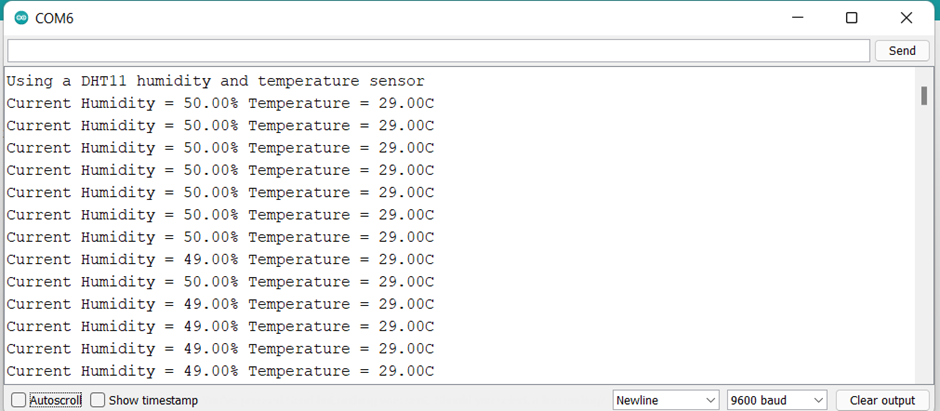 COM6
Send
Using a DHT11 humidity and temperature sensor
Current Humidity = 50.00% Temperature = 29.00C
Current Humidity = 50.00% Temperature = 29.00C
Current Humidity = 50.00% Temperature = 29.00C
Current Humidity = 50.00% Temperature = 29.00C
Current Humidity = 50.00% Temperature = 29.00C
Current Humidity = 50.00% Temperature = 29.00C
Current Humidity = 50.00% Temperature = 29.00C
Current Humidity = 49.00% Temperature = 29.00C
Current Humidity = 50.00% Temperature = 29.00C
Current Humidity = 49.00% Temperature = 29.00C
Current Humidity = 49.00% Temperature = 29.00C
Current Humidity = 49.00% Temperature = 29.00C
Current Humidity = 49.00% Temperature = 29.00C
Autoscroll Show timestamp Newline 9600 baud Clear output